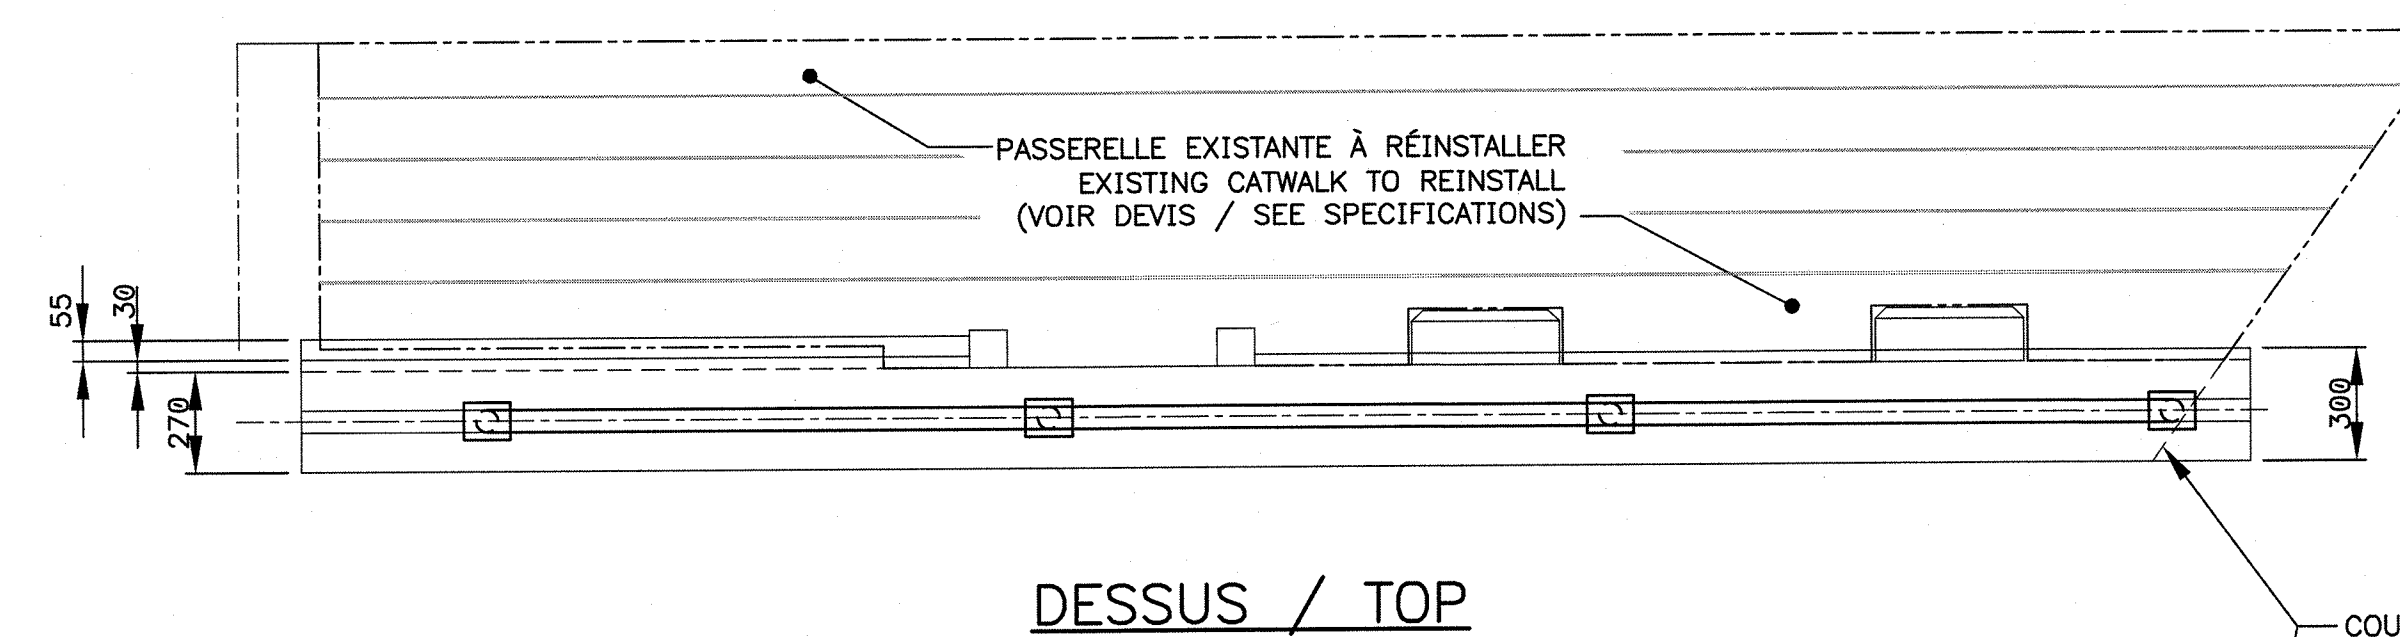 PASSERELLE EXISTANTE À RÉINSTALLER
EXISTING CATWALK TO REINSTALL
(VOIR DEVIS / SEE SPECIFICATIONS)
55
30
270
300
DESSUS / TOP
COU